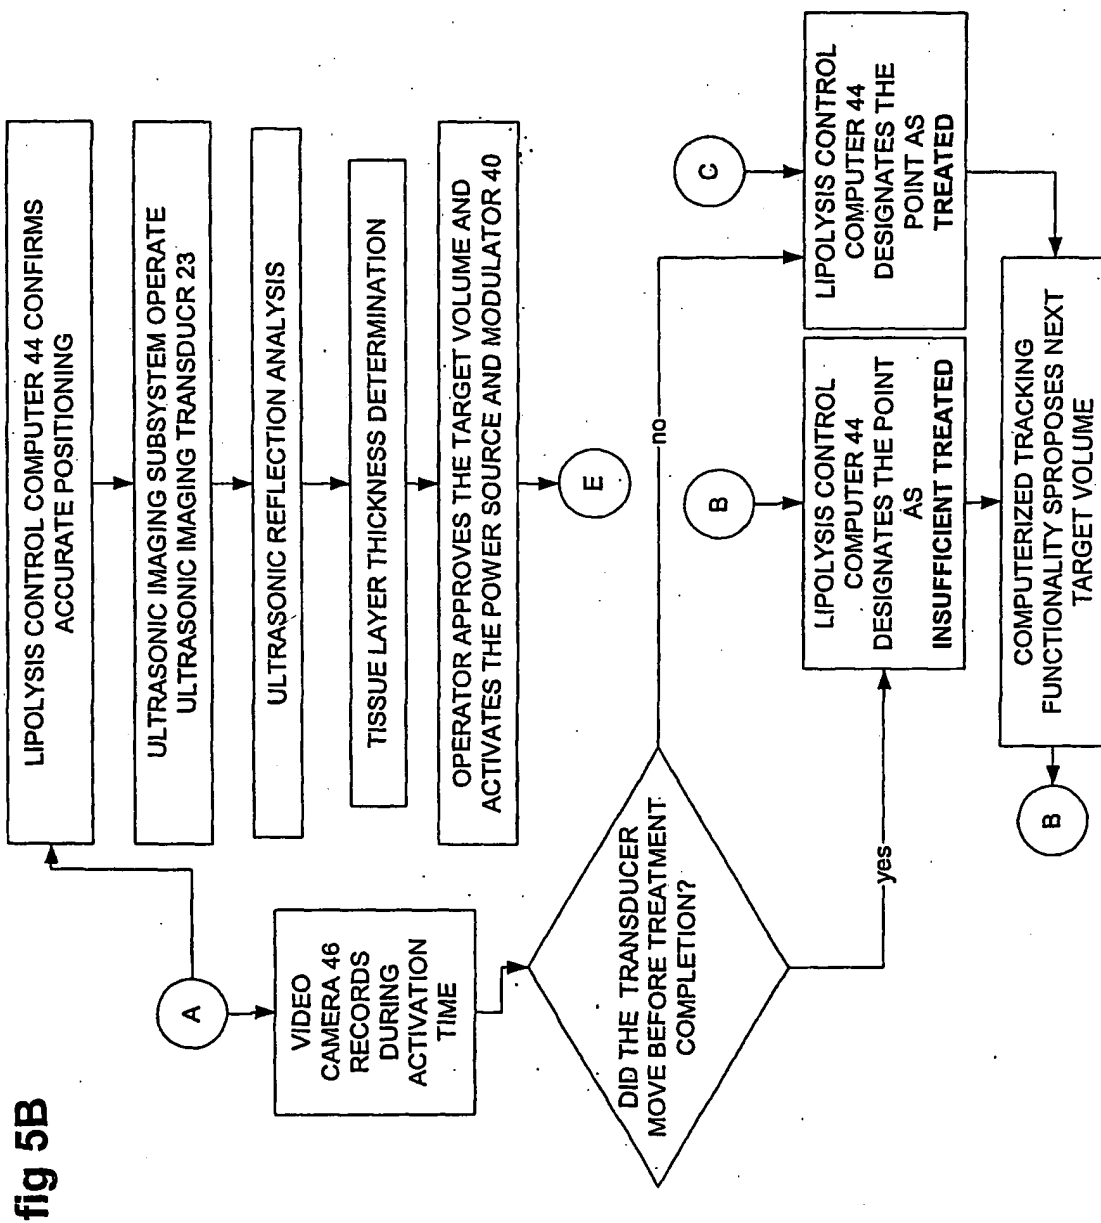 fig 5B
A
LIPOLYSIS CONTROL COMPUTER 44 CONFIRMS
ACCURATE POSITIONING
ULTRASONIC IMAGING SUBSYSTEM OPERATE
ULTRASONIC IMAGING TRANSDUCR 23
ULTRASONIC REFLECTION ANALYSIS
TISSUE LAYER THICKNESS DETERMINATION
OPERATOR APPROVES THE TARGET VOLUME AND
ACTIVATES THE POWER SOURCE AND MODULATOR 40
E
VIDEO
CAMERA 46
RECORDS
DURING
ACTIVATION
TIME
DID THE TRANSDUCER
MOVE BEFORE TREATMENT
COMPLETION?
no
yes
B
LIPOLYSIS CONTROL
COMPUTER 44
DESIGNATES THE POINT
AS
INSUFFICIENT TREATED
C
LIPOLYSIS CONTROL
COMPUTER 44
DESIGNATES THE
POINT AS
TREATED
COMPUTERIZED TRACKING
FUNCTIONALITY SPROPOSES NEXT
TARGET VOLUME
B